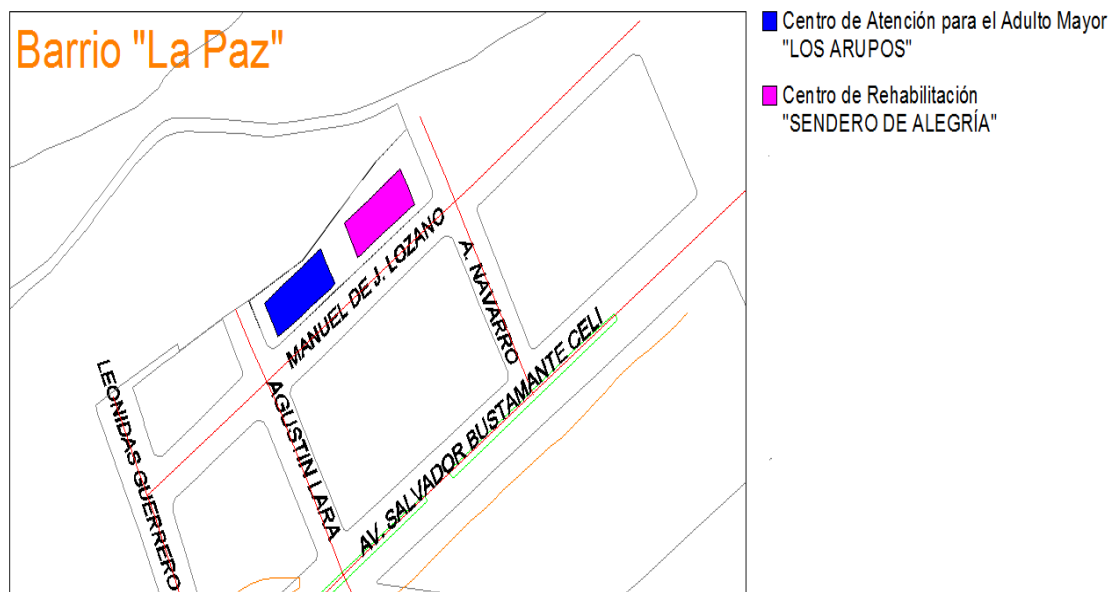 Barrio "La Paz"
Centro de Atención para el Adulto Mayor
"LOS ARUPOS"
Centro de Rehabilitación
"SENDERO DE ALEGRÍA"
MANUEL DE J. LOZANO
A. NAVARRO
LEONIDAS GUERRERO
AGUSTIN LARA
AV. SALVADOR BUSTAMANTE CELI